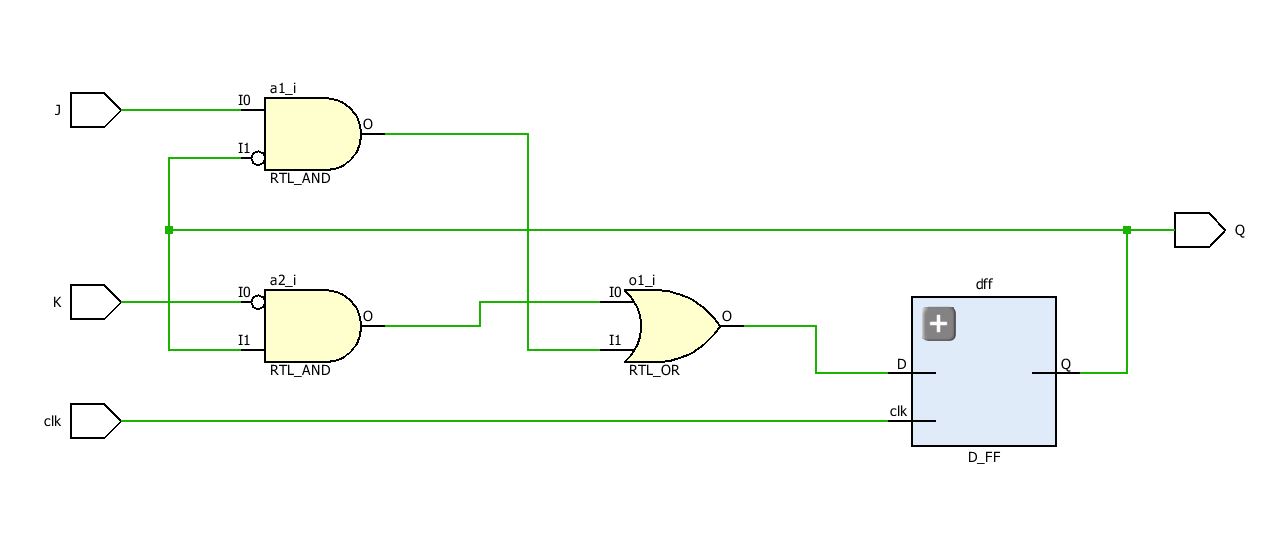 a1_i
J
I0
O
I1
RTL_AND
Q
a2_i
K
I0
O
I1
RTL_AND
o1_i
I0
O
I1
RTL_OR
dff
D
Q
clk
clk
D_FF